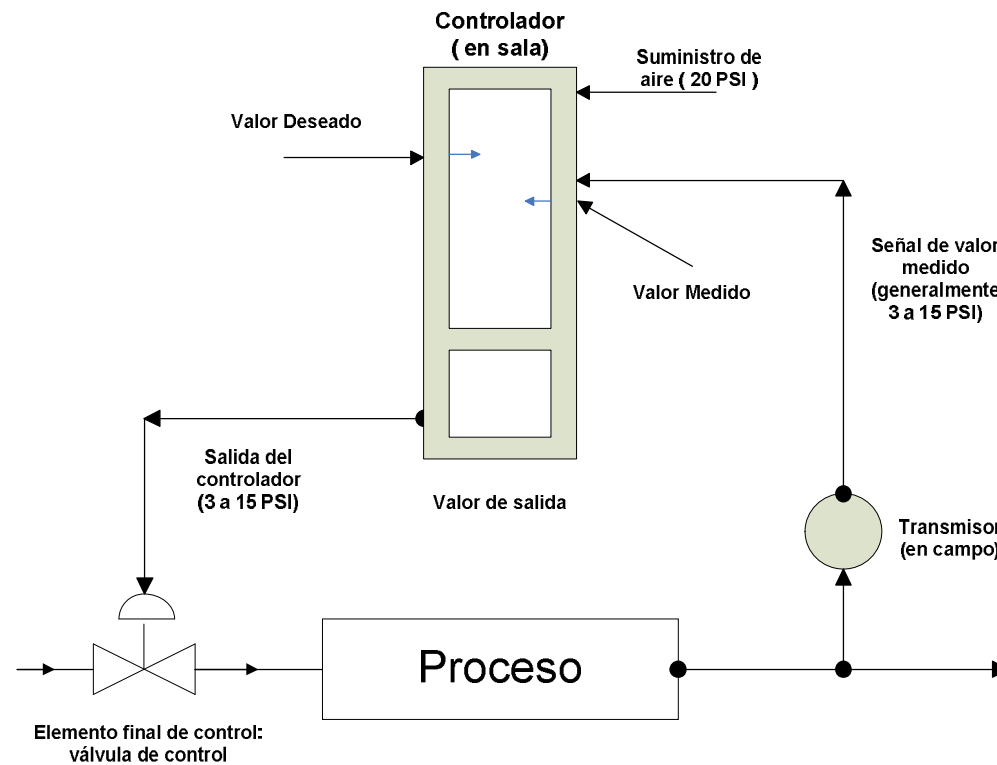 Controlador
( en sala)
Suministro de
aire ( 20 PSI )
Valor Deseado
Señal de valor
medido
(generalmente
3 a 15 PSI)
Valor Medido
Salida del
controlador
(3 a 15 PSI)
Valor de salida
Transmisor
(en campo)
Proceso
Elemento final de control:
válvula de control